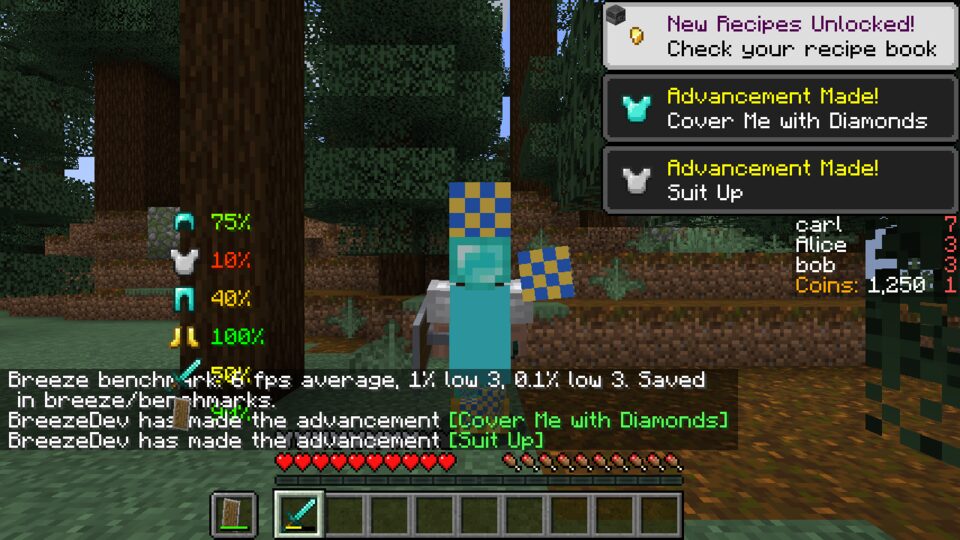 New Recipes Unlocked!
Check your recipe book
Advancement Made!
Cover Me with Diamonds
Advancement Made!
Suit Up
carl 7
Alice 3
bob 3
Coins: 1,250 1
75%
10%
40%
100%
50%
Breeze benchmark: 6 fps average, 1% low 3, 0.1% low 3. Saved
in breeze/benchmarks.
BreezeDev has made the advancement [Cover Me with Diamonds]
BreezeDev has made the advancement [Suit Up]